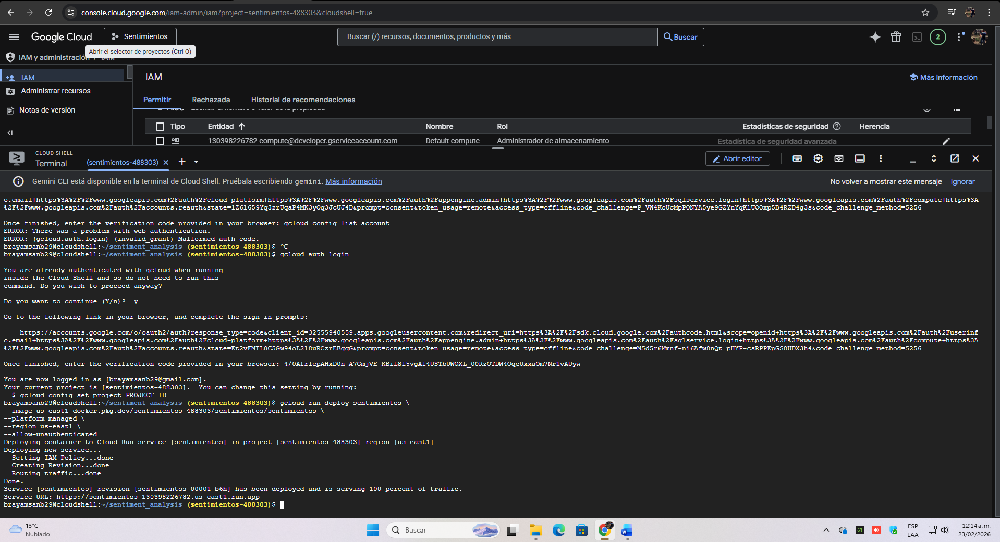 console.cloud.google.com/iam-admin/iam?project=sentimientos-488303&cloudshell=true
Google Cloud
Sentimientos
Buscar (/) recursos, documentos, productos y más
Buscar
2
Abrir el selector de proyectos (Ctrl O)
IAM y administración / IAM
IAM
Administrar recursos
Notas de versión
IAM
Más información
Permitir
Rechazada
Historial de recomendaciones
Tipo
Entidad
Nombre
Rol
Estadísticas de seguridad
Herencia
130398226782-compute@developer.gserviceaccount.com
Default compute
Administrador de almacenamiento
Estadística de seguridad avanzada
CLOUD SHELL
Terminal
(sentimientos-488303)
Abrir editor
Gemini CLI está disponible en la terminal de Cloud Shell. Pruébala escribiendo gemini. Más información
No volver a mostrar este mensaje
Ignorar
o.email+https%3A%2F%2Fwww.googleapis.com%2Fauth%2Fcloud-platform+https%3A%2F%2Fwww.googleapis.com%2Fauth%2Fappengine.admin+https%3A%2F%2Fwww.googleapis.com%2Fauth%2Fsqlservice.login+https%3A%2F%2Fwww.googleapis.com%2Fauth%2Fcompute+https%3A
%2F%2Fwww.googleapis.com%2Fauth%2Faccounts.reauth&state=1Z6l659Yq3zrUqaP4MK3yOq3JcUJ4D&prompt=consent&token_usage=remote&access_type=offline&code_challenge=P_VW4KoUcMpPQNYA5ye9GZYnYqKlUOQxp5B4RZD4g3s&code_challenge_method=S256
Once finished, enter the verification code provided in your browser: gcloud config list account
ERROR: There was a problem with web authentication.
ERROR: (gcloud.auth.login) (invalid_grant) Malformed auth code.
brayamsanb29@cloudshell:~/sentiment_analysis (sentimientos-488303)$ ^C
brayamsanb29@cloudshell:~/sentiment_analysis (sentimientos-488303)$ gcloud auth login
You are already authenticated with gcloud when running
inside the Cloud Shell and so do not need to run this
command. Do you wish to proceed anyway?
Do you want to continue (Y/n)?  y
Go to the following link in your browser, and complete the sign-in prompts:
https://accounts.google.com/o/oauth2/auth?response_type=code&client_id=32555940559.apps.googleusercontent.com&redirect_uri=https%3A%2F%2Fsdk.cloud.google.com%2Fauthcode.html&scope=openid+https%3A%2F%2Fwww.googleapis.com%2Fauth%2Fuserinf
o.email+https%3A%2F%2Fwww.googleapis.com%2Fauth%2Fcloud-platform+https%3A%2F%2Fwww.googleapis.com%2Fauth%2Fappengine.admin+https%3A%2F%2Fwww.googleapis.com%2Fauth%2Fsqlservice.login+https%3A%2F%2Fwww.googleapis.com%2Fauth%2Fcompute+https%3A
%2F%2Fwww.googleapis.com%2Fauth%2Faccounts.reauth&state=Et2vFMTL0C5Gw94oL218uRCzrEBgqG&prompt=consent&token_usage=remote&access_type=offline&code_challenge=MSd5r6Mmnf-ni6Afw8nQt_pHYP-csRPPEpGS8UDX3h4&code_challenge_method=S256
Once finished, enter the verification code provided in your browser: 4/0AfrIepAHxD0n-A7GmjVE-KBiL8l5vgAI4USTbUWQXL_00RzQTDW4OqeUxxaOm7Nr1vAUyw
You are now logged in as [brayamsanb29@gmail.com].
Your current project is [sentimientos-488303].  You can change this setting by running:
$ gcloud config set project PROJECT_ID
brayamsanb29@cloudshell:~/sentiment_analysis (sentimientos-488303)$ gcloud run deploy sentimientos \
--image us-east1-docker.pkg.dev/sentimientos-488303/sentimientos/sentimientos \
--platform managed \
--region us-east1 \
--allow-unauthenticated
Deploying container to Cloud Run service [sentimientos] in project [sentimientos-488303] region [us-east1]
Deploying new service...
Setting IAM Policy...done
Creating Revision...done
Routing traffic...done
Done.
Service [sentimientos] revision [sentimientos-00001-b6h] has been deployed and is serving 100 percent of traffic.
Service URL: https://sentimientos-130398226782.us-east1.run.app
brayamsanb29@cloudshell:~/sentiment_analysis (sentimientos-488303)$
13°C
Nublado
Buscar
ESP
LAA
12:14 a. m.
23/02/2026